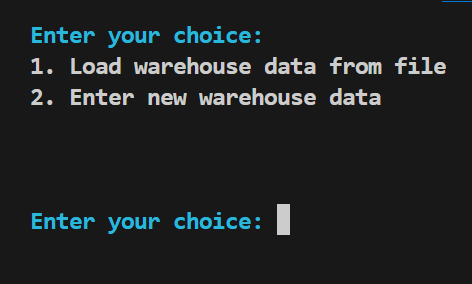 Enter your choice:
1. Load warehouse data from file
2. Enter new warehouse data
Enter your choice: